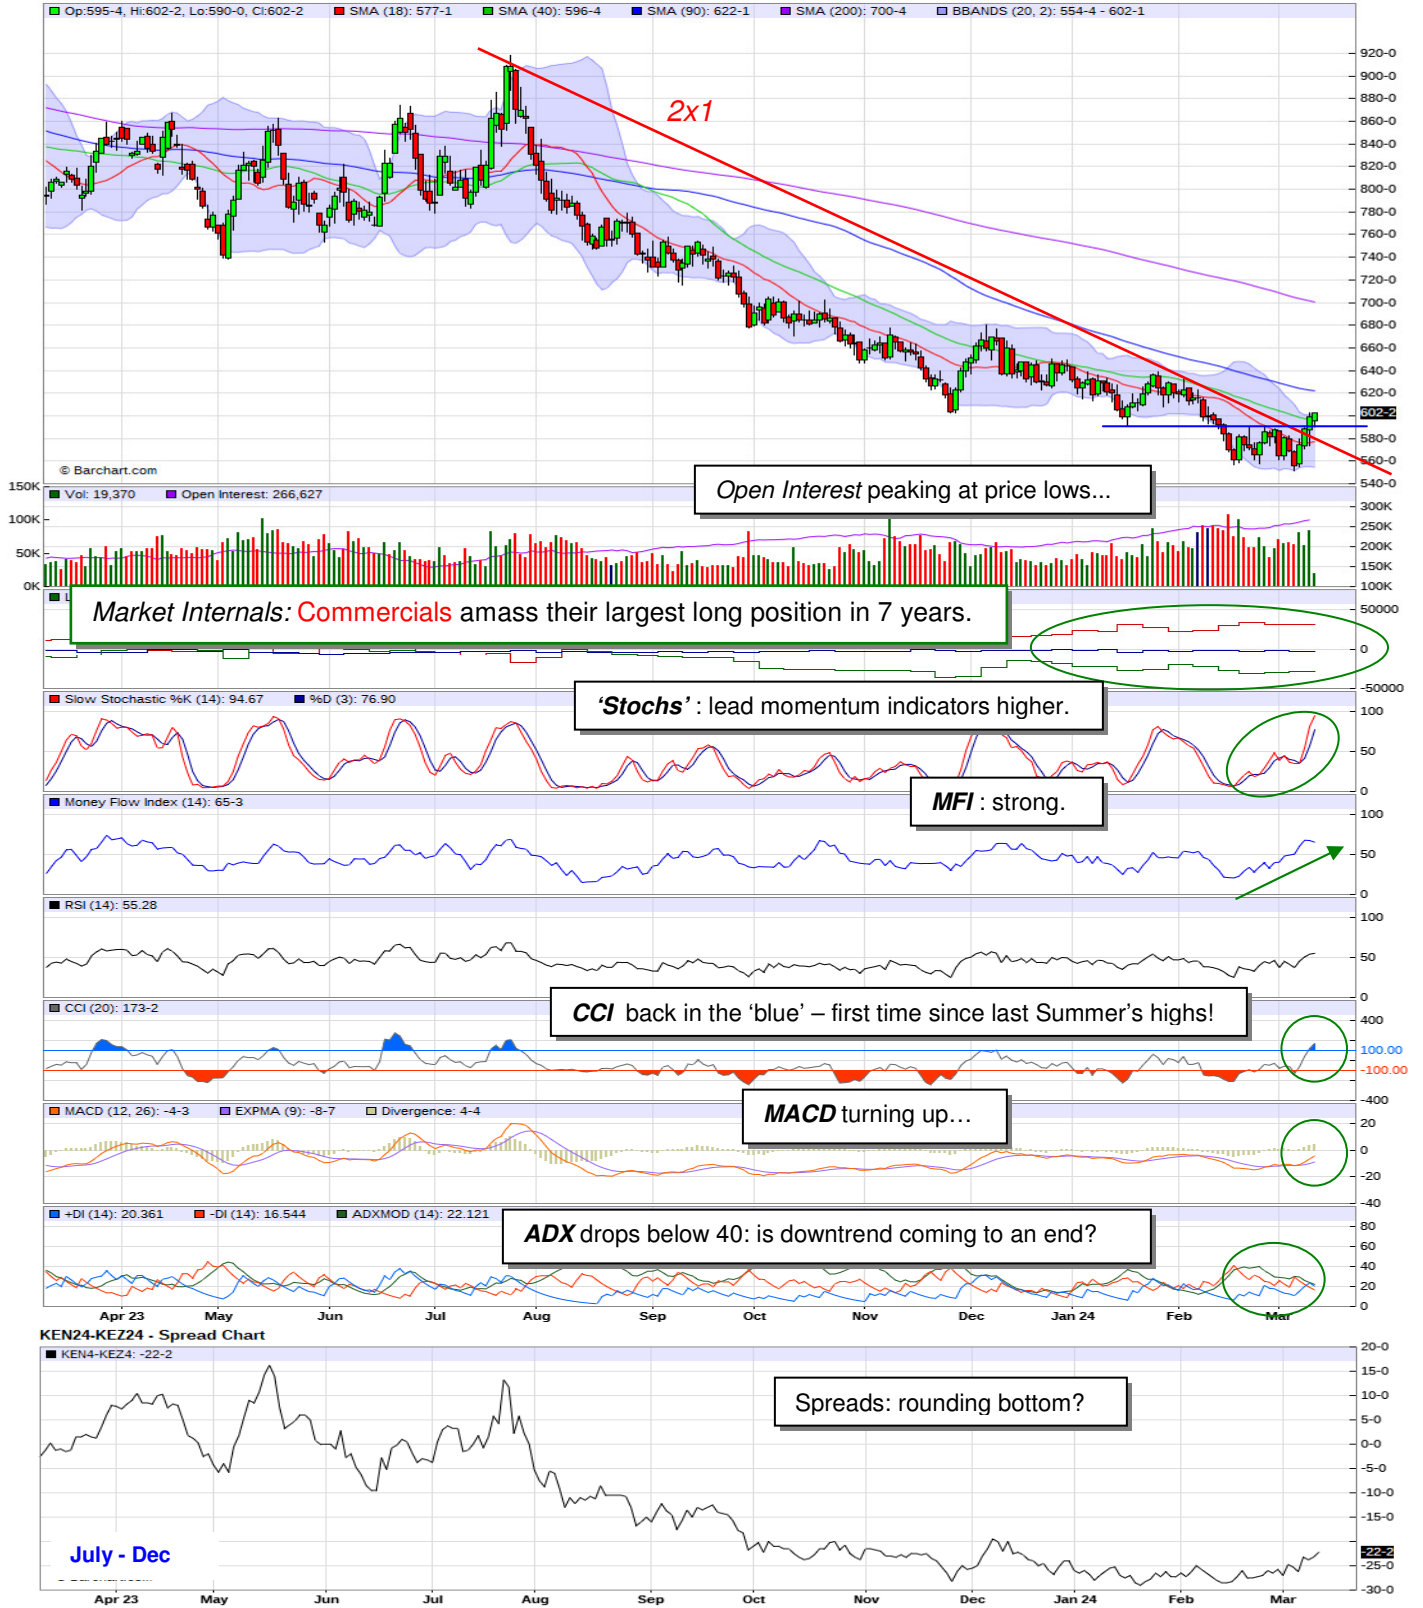 Op:595-4, Hi:602-2, Lo:590-0, Cl:602-2 SMA (18): 577-1 SMA (40): 596-4 SMA (90): 622-1 SMA (200): 700-4 BBANDS (20, 2): 554-4 - 602-1
2x1
920-0
900-0
880-0
860-0
840-0
820-0
800-0
780-0
760-0
740-0
720-0
700-0
680-0
660-0
640-0
620-0
602-2
580-0
560-0
540-0
© Barchart.com
Open Interest peaking at price lows...
Vol: 19,370 Open Interest: 266,627
150K
100K
50K
0K
300K
250K
200K
150K
100K
Market Internals: Commercials amass their largest long position in 7 years.
L
50000
0
-50000
Slow Stochastic %K (14): 94.67 %D (3): 76.90
'Stochs' : lead momentum indicators higher.
100
50
0
Money Flow Index (14): 65-3
MFI : strong.
100
50
0
RSI (14): 55.28
100
50
0
CCI (20): 173-2
CCI back in the ‘blue’ – first time since last Summer’s highs!
400
100.00
-100.00
-400
MACD (12, 26): -4-3 EXPMA (9): -8-7 Divergence: 4-4
MACD turning up…
20
0
-20
-40
+DI (14): 20.361 -DI (14): 16.544 ADXMOD (14): 22.121
ADX drops below 40: is downtrend coming to an end?
80
60
40
20
0
Apr 23 May Jun Jul Aug Sep Oct Nov Dec Jan 24 Feb Mar
KEN24-KEZ24 - Spread Chart
KEN4-KEZ4: -22-2
Spreads: rounding bottom?
20-0
15-0
10-0
5-0
0-0
-5-0
-10-0
-15-0
-22-2
-25-0
-30-0
July - Dec
Apr 23 May Jun Jul Aug Sep Oct Nov Dec Jan 24 Feb Mar